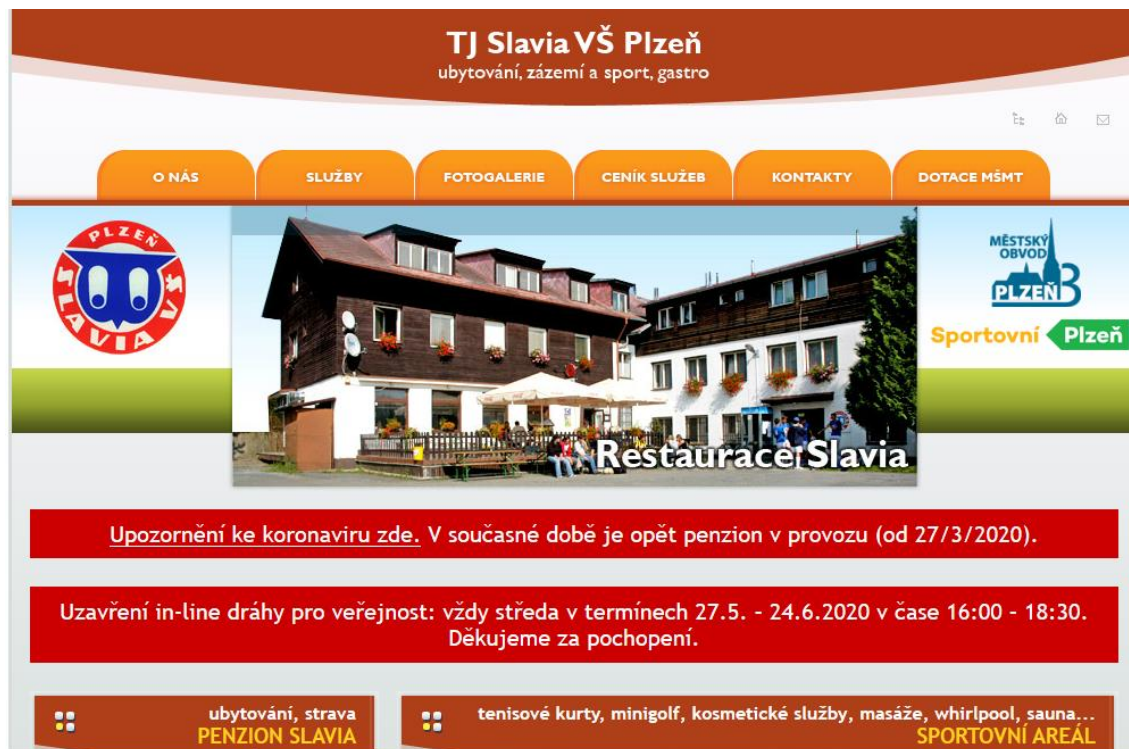 TJ Slavia VŠ Plzeň
ubytování, zázemí a sport, gastro
O NÁS
SLUŽBY
FOTOGALERIE
CENÍK SLUŽEB
KONTAKTY
DOTACE MŠMT
PLZEŇ
SLAVIA VŠ
MĚSTSKÝ
OBVOD
PLZEŇ 3
Sportovní Plzeň
Restaurace Slavia
Upozornění ke koronaviru zde. V současné době je opět penzion v provozu (od 27/3/2020).
Uzavření in-line dráhy pro veřejnost: vždy středa v termínech 27.5. - 24.6.2020 v čase 16:00 - 18:30.
Děkujeme za pochopení.
ubytování, strava
PENZION SLAVIA
tenisové kurty, minigolf, kosmetické služby, masáže, whirlpool, sauna...
SPORTOVNÍ AREÁL